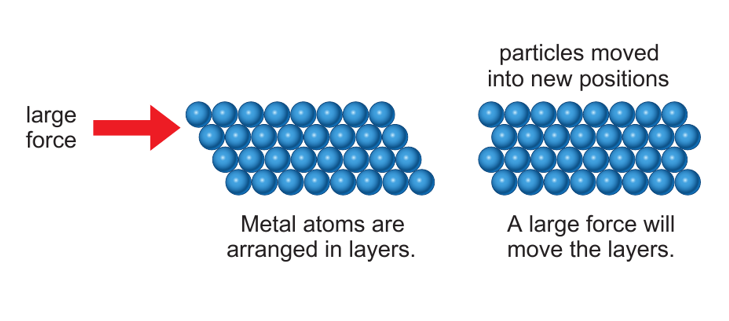 large
force
Metal atoms are
arranged in layers.
particles moved
into new positions
A large force will
move the layers.